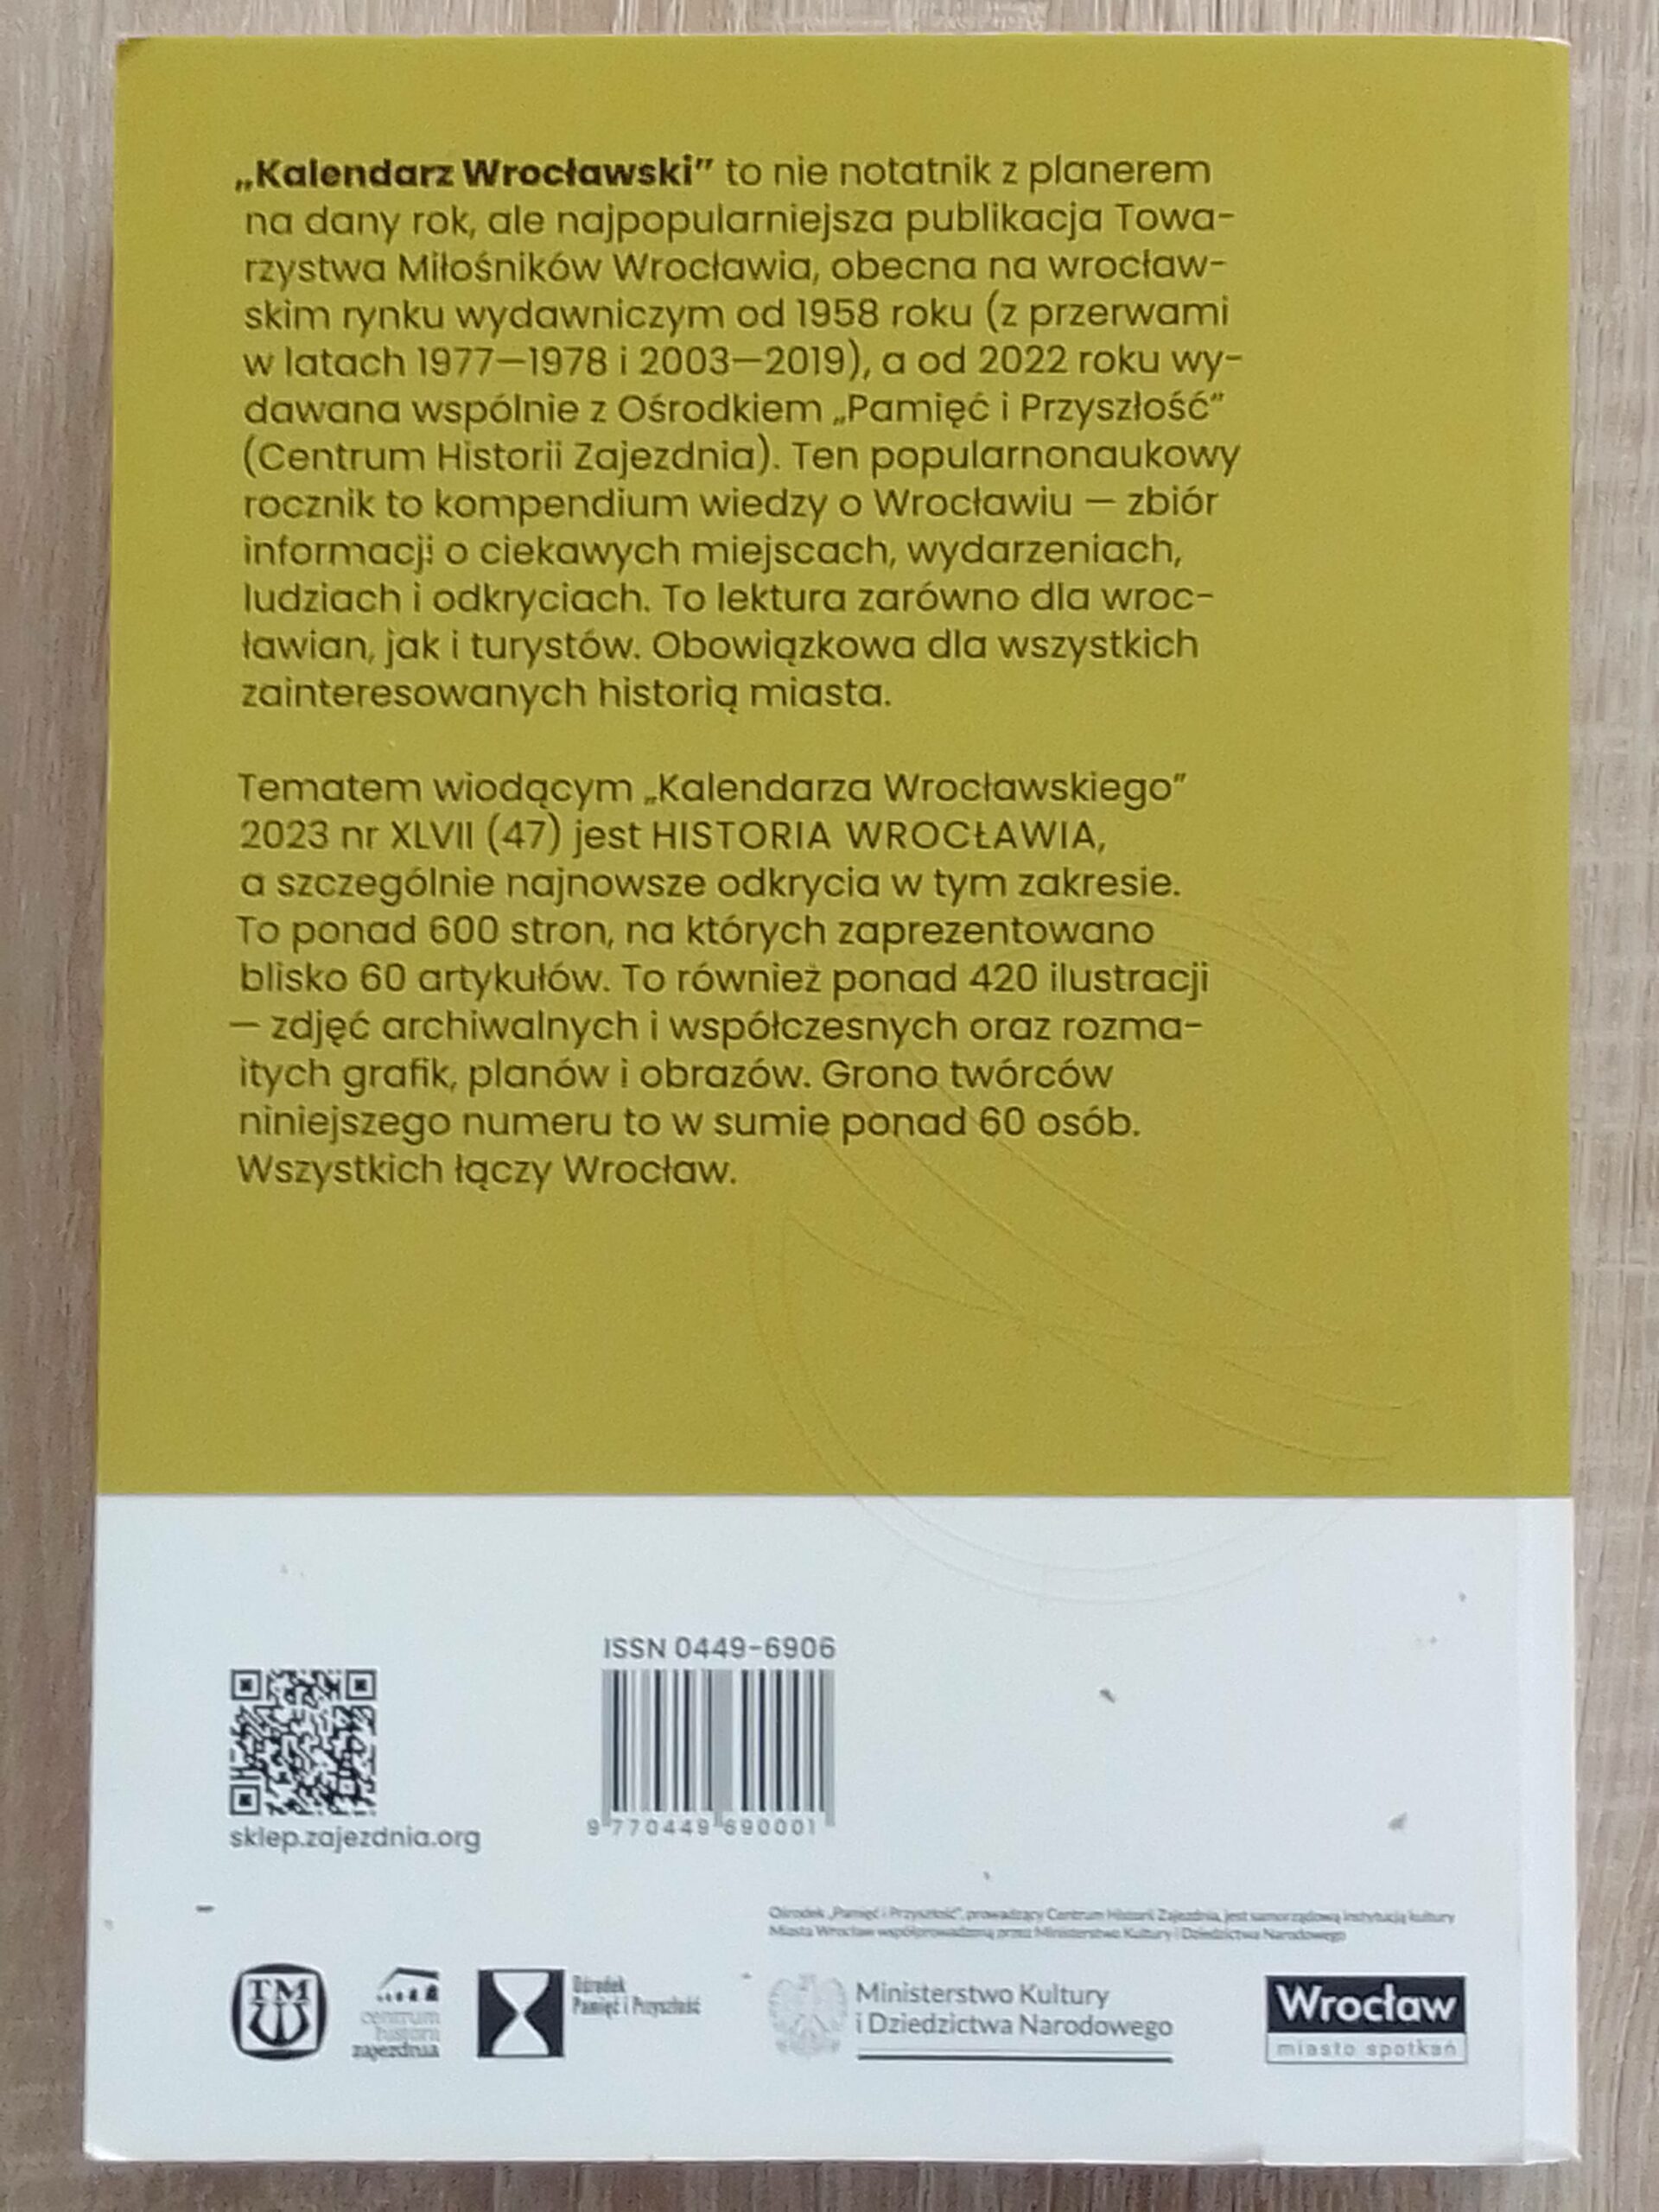 „Kalendarz Wrocławski” to nie notatnik z planerem
na dany rok, ale najpopularniejsza publikacja Towa-
rzystwa Miłośników Wrocławia, obecna na wrocław-
skim rynku wydawniczym od 1958 roku (z przerwami
w latach 1977—1978 i 2003—2019), a od 2022 roku wy-
dawana wspólnie z Ośrodkiem „Pamięć i Przyszłość”
(Centrum Historii Zajezdnia). Ten popularnonaukowy
rocznik to kompendium wiedzy o Wrocławiu — zbiór
informacji o ciekawych miejscach, wydarzeniach,
ludziach i odkryciach. To lektura zarówno dla wroc-
ławian, jak i turystów. Obowiązkowa dla wszystkich
zainteresowanych historią miasta.
Tematem wiodącym „Kalendarza Wrocławskiego”
2023 nr XLVII (47) jest HISTORIA WROCŁAWIA,
a szczególnie najnowsze odkrycia w tym zakresie.
To ponad 600 stron, na których zaprezentowano
blisko 60 artykułów. To również ponad 420 ilustracji
— zdjęć archiwalnych i współczesnych oraz rozma-
itych grafik, planów i obrazów. Grono twórców
niniejszego numeru to w sumie ponad 60 osób.
Wszystkich łączy Wrocław.
ISSN 0449-6906
9 770449 690001
sklep.zajezdnia.org
Ośrodek „Pamięć i Przyszłość”, prowadzący Centrum Historii Zajezdnia, jest samorządową instytucją kultury
Miasta Wrocław współprowadzoną przez Ministerstwo Kultury i Dziedzictwa Narodowego
TMW
centrum
historii
zajezdnia
Ośrodek
Pamięć i Przyszłość
Ministerstwo Kultury
i Dziedzictwa Narodowego
Wrocław
miasto spotkań